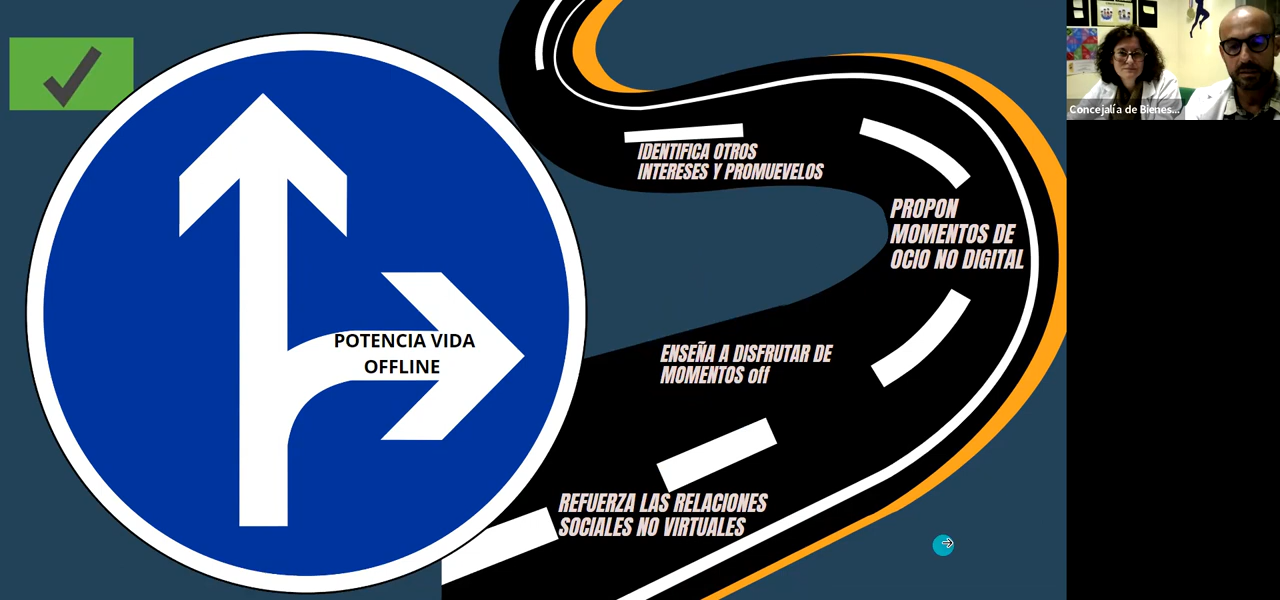 POTENCIA VIDA
OFFLINE
IDENTIFICA OTROS
INTERESES Y PROMUEVELOS
PROPON
MOMENTOS DE
OCIO NO DIGITAL
ENSEÑA A DISFRUTAR DE
MOMENTOS off
REFUERZA LAS RELACIONES
SOCIALES NO VIRTUALES
Concejalía de Bienes...